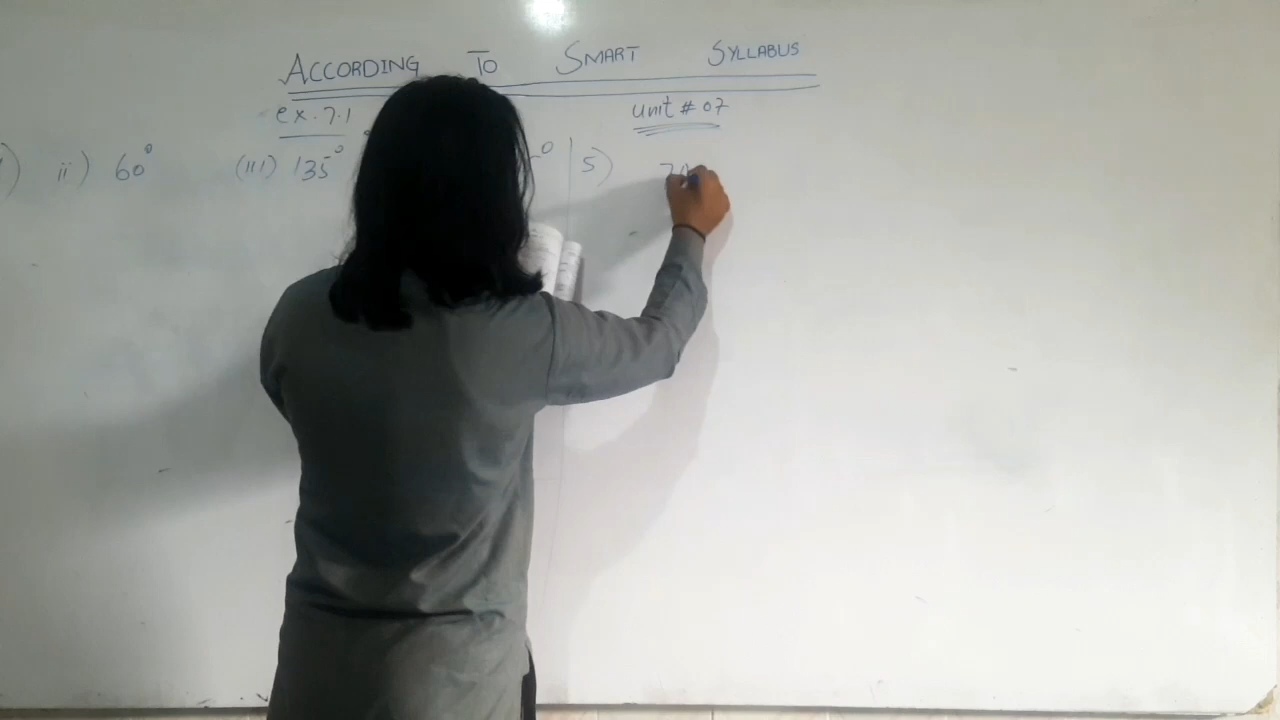 ACCORDING TO SMART SYLLABUS
ex. 7.1 Unit # 07
ii) 60° (iii) 135° 5)